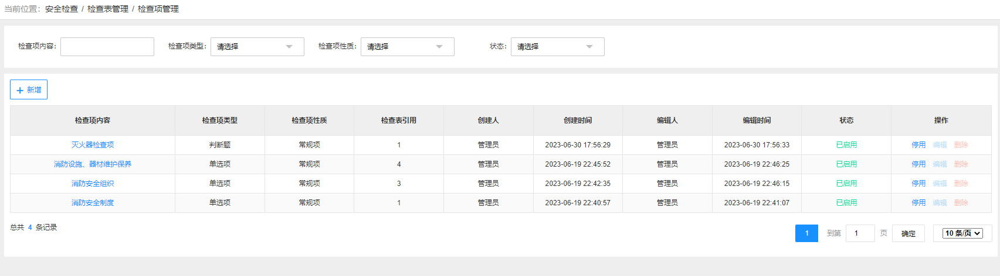 当前位置：安全检查 / 检查表管理 / 检查项管理
检查项内容： 检查项类型： 请选择 检查项性质： 请选择 状态： 请选择
+ 新增
检查项内容 检查项类型 检查项性质 检查表引用 创建人 创建时间 编辑人 编辑时间 状态 操作
灭火器检查项 判断题 常规项 1 管理员 2023-06-30 17:56:29 管理员 2023-06-30 17:56:33 已启用 停用 编辑 删除
消防设施、器材维护保养 单选项 常规项 4 管理员 2023-06-19 22:45:52 管理员 2023-06-19 22:46:25 已启用 停用 编辑 删除
消防安全组织 单选项 常规项 3 管理员 2023-06-19 22:42:35 管理员 2023-06-19 22:46:15 已启用 停用 编辑 删除
消防安全制度 单选项 常规项 1 管理员 2023-06-19 22:40:57 管理员 2023-06-19 22:41:07 已启用 停用 编辑 删除
总共 4 条记录 1 到第 1 页 确定 10 条/页